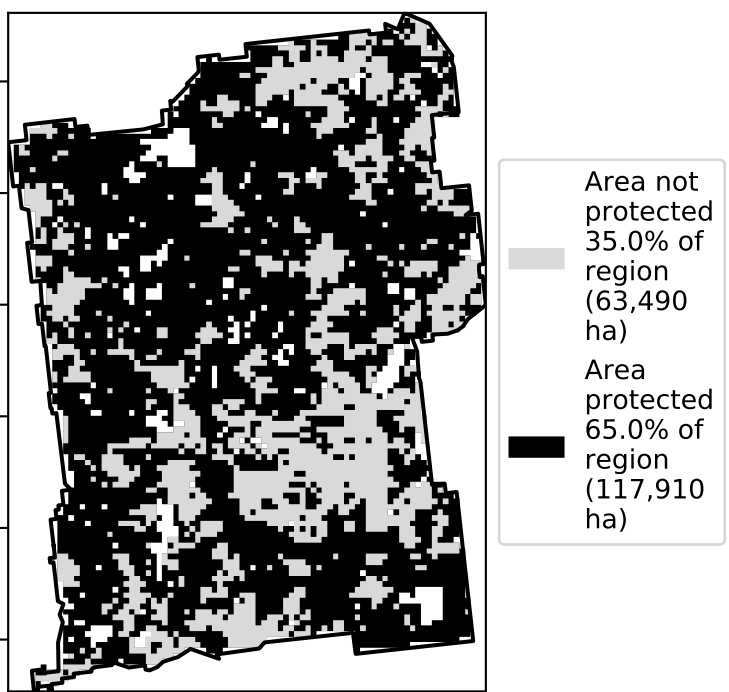 Area not
protected
35.0% of
region
(63,490
ha)
Area
protected
65.0% of
region
(117,910
ha)